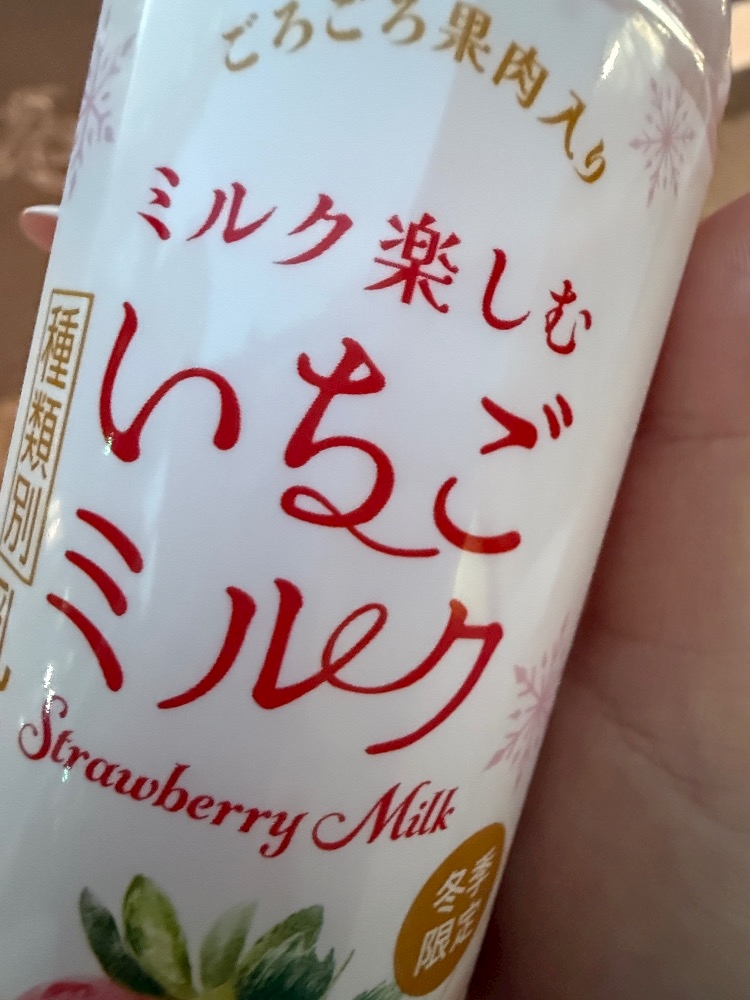 ごろごろ果肉入り
ミルク楽しむ
いちご
ミルク
Strawberry Milk
種類別
冬季
限定